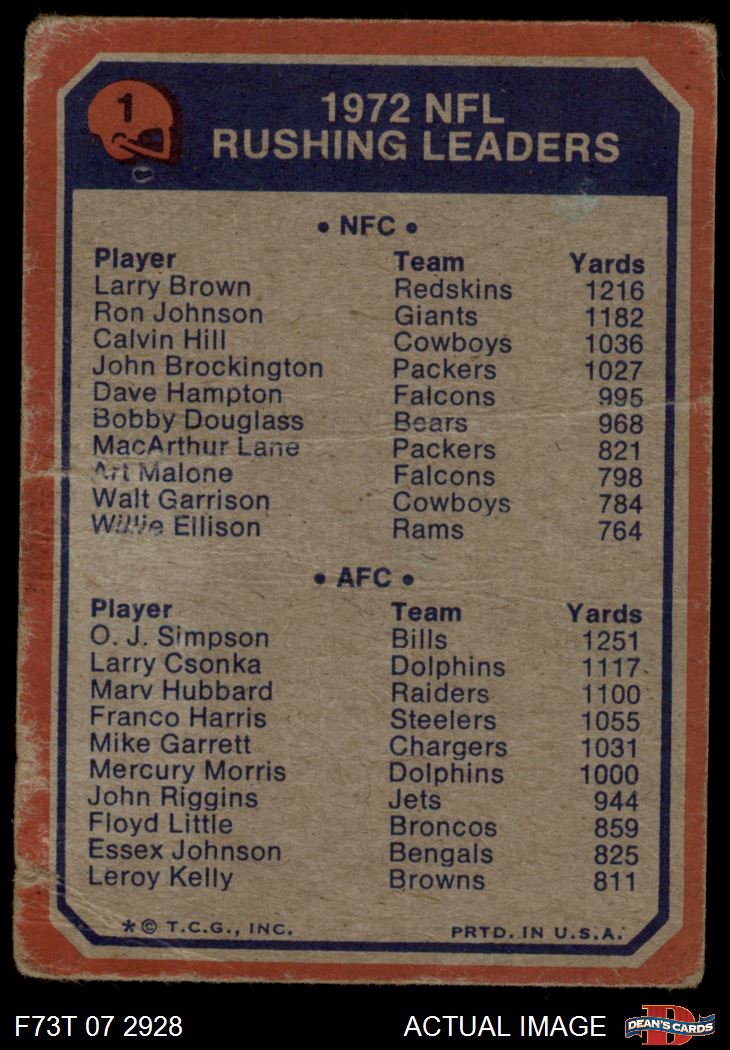 1
1972 NFL
RUSHING LEADERS
• NFC •
Player Team Yards
Larry Brown Redskins 1216
Ron Johnson Giants 1182
Calvin Hill Cowboys 1036
John Brockington Packers 1027
Dave Hampton Falcons 995
Bobby Douglass Bears 968
MacArthur Lane Packers 821
Art Malone Falcons 798
Walt Garrison Cowboys 784
Willie Ellison Rams 764
• AFC •
Player Team Yards
O. J. Simpson Bills 1251
Larry Csonka Dolphins 1117
Marv Hubbard Raiders 1100
Franco Harris Steelers 1055
Mike Garrett Chargers 1031
Mercury Morris Dolphins 1000
John Riggins Jets 944
Floyd Little Broncos 859
Essex Johnson Bengals 825
Leroy Kelly Browns 811
*© T.C.G., INC. PRTD. IN U.S.A.
F73T 07 2928 ACTUAL IMAGE D DEAN'S CARDS